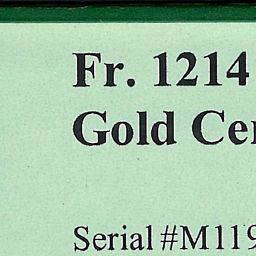 Fr. 1214
Gold Cer
Serial #M119